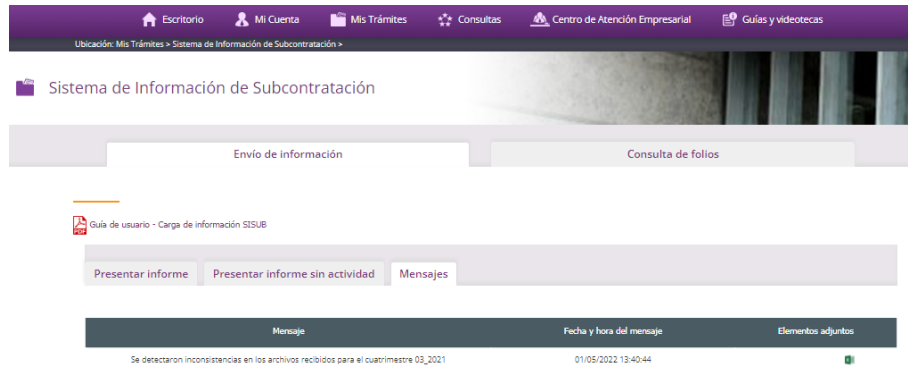 Escritorio Mi Cuenta Mis Trámites Consultas Centro de Atención Empresarial Guías y videotecas
Ubicación: Mis Trámites > Sistema de Información de Subcontratación >
Sistema de Información de Subcontratación
Envío de información Consulta de folios
PDF Guía de usuario - Carga de información SISUB
Presentar informe Presentar informe sin actividad Mensajes
Mensaje Fecha y hora del mensaje Elementos adjuntos
Se detectaron inconsistencias en los archivos recibidos para el cuatrimestre 03_2021 01/05/2022 13:40:44